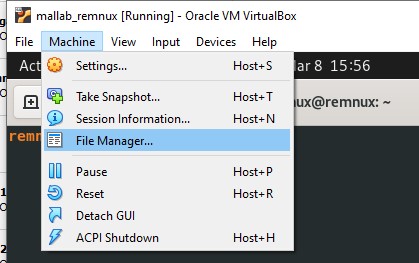 mallab_remnux [Running] - Oracle VM VirtualBox
File Machine View Input Devices Help
Settings... Host+S
Take Snapshot... Host+T
Session Information... Host+N
File Manager...
Pause Host+P
Reset Host+R
Detach GUI
ACPI Shutdown Host+H
Act
ar 8 15:56
nux@remnux: ~
remn